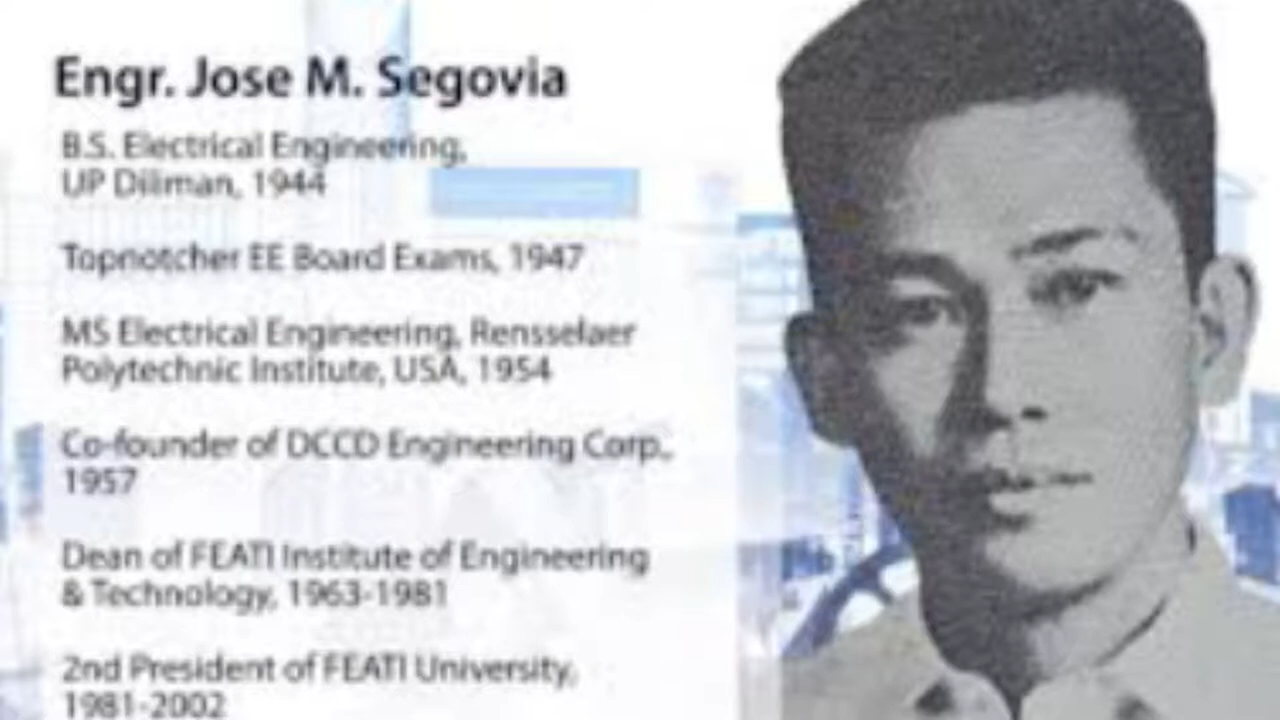 Engr. Jose M. Segovia
B.S. Electrical Engineering,
UP Diliman, 1944
Topnotcher EE Board Exams, 1947
MS Electrical Engineering, Rensselaer
Polytechnic Institute, USA, 1954
Co-founder of DCCD Engineering Corp.,
1957
Dean of FEATI Institute of Engineering
& Technology, 1963-1981
2nd President of FEATI University,
1981-2002